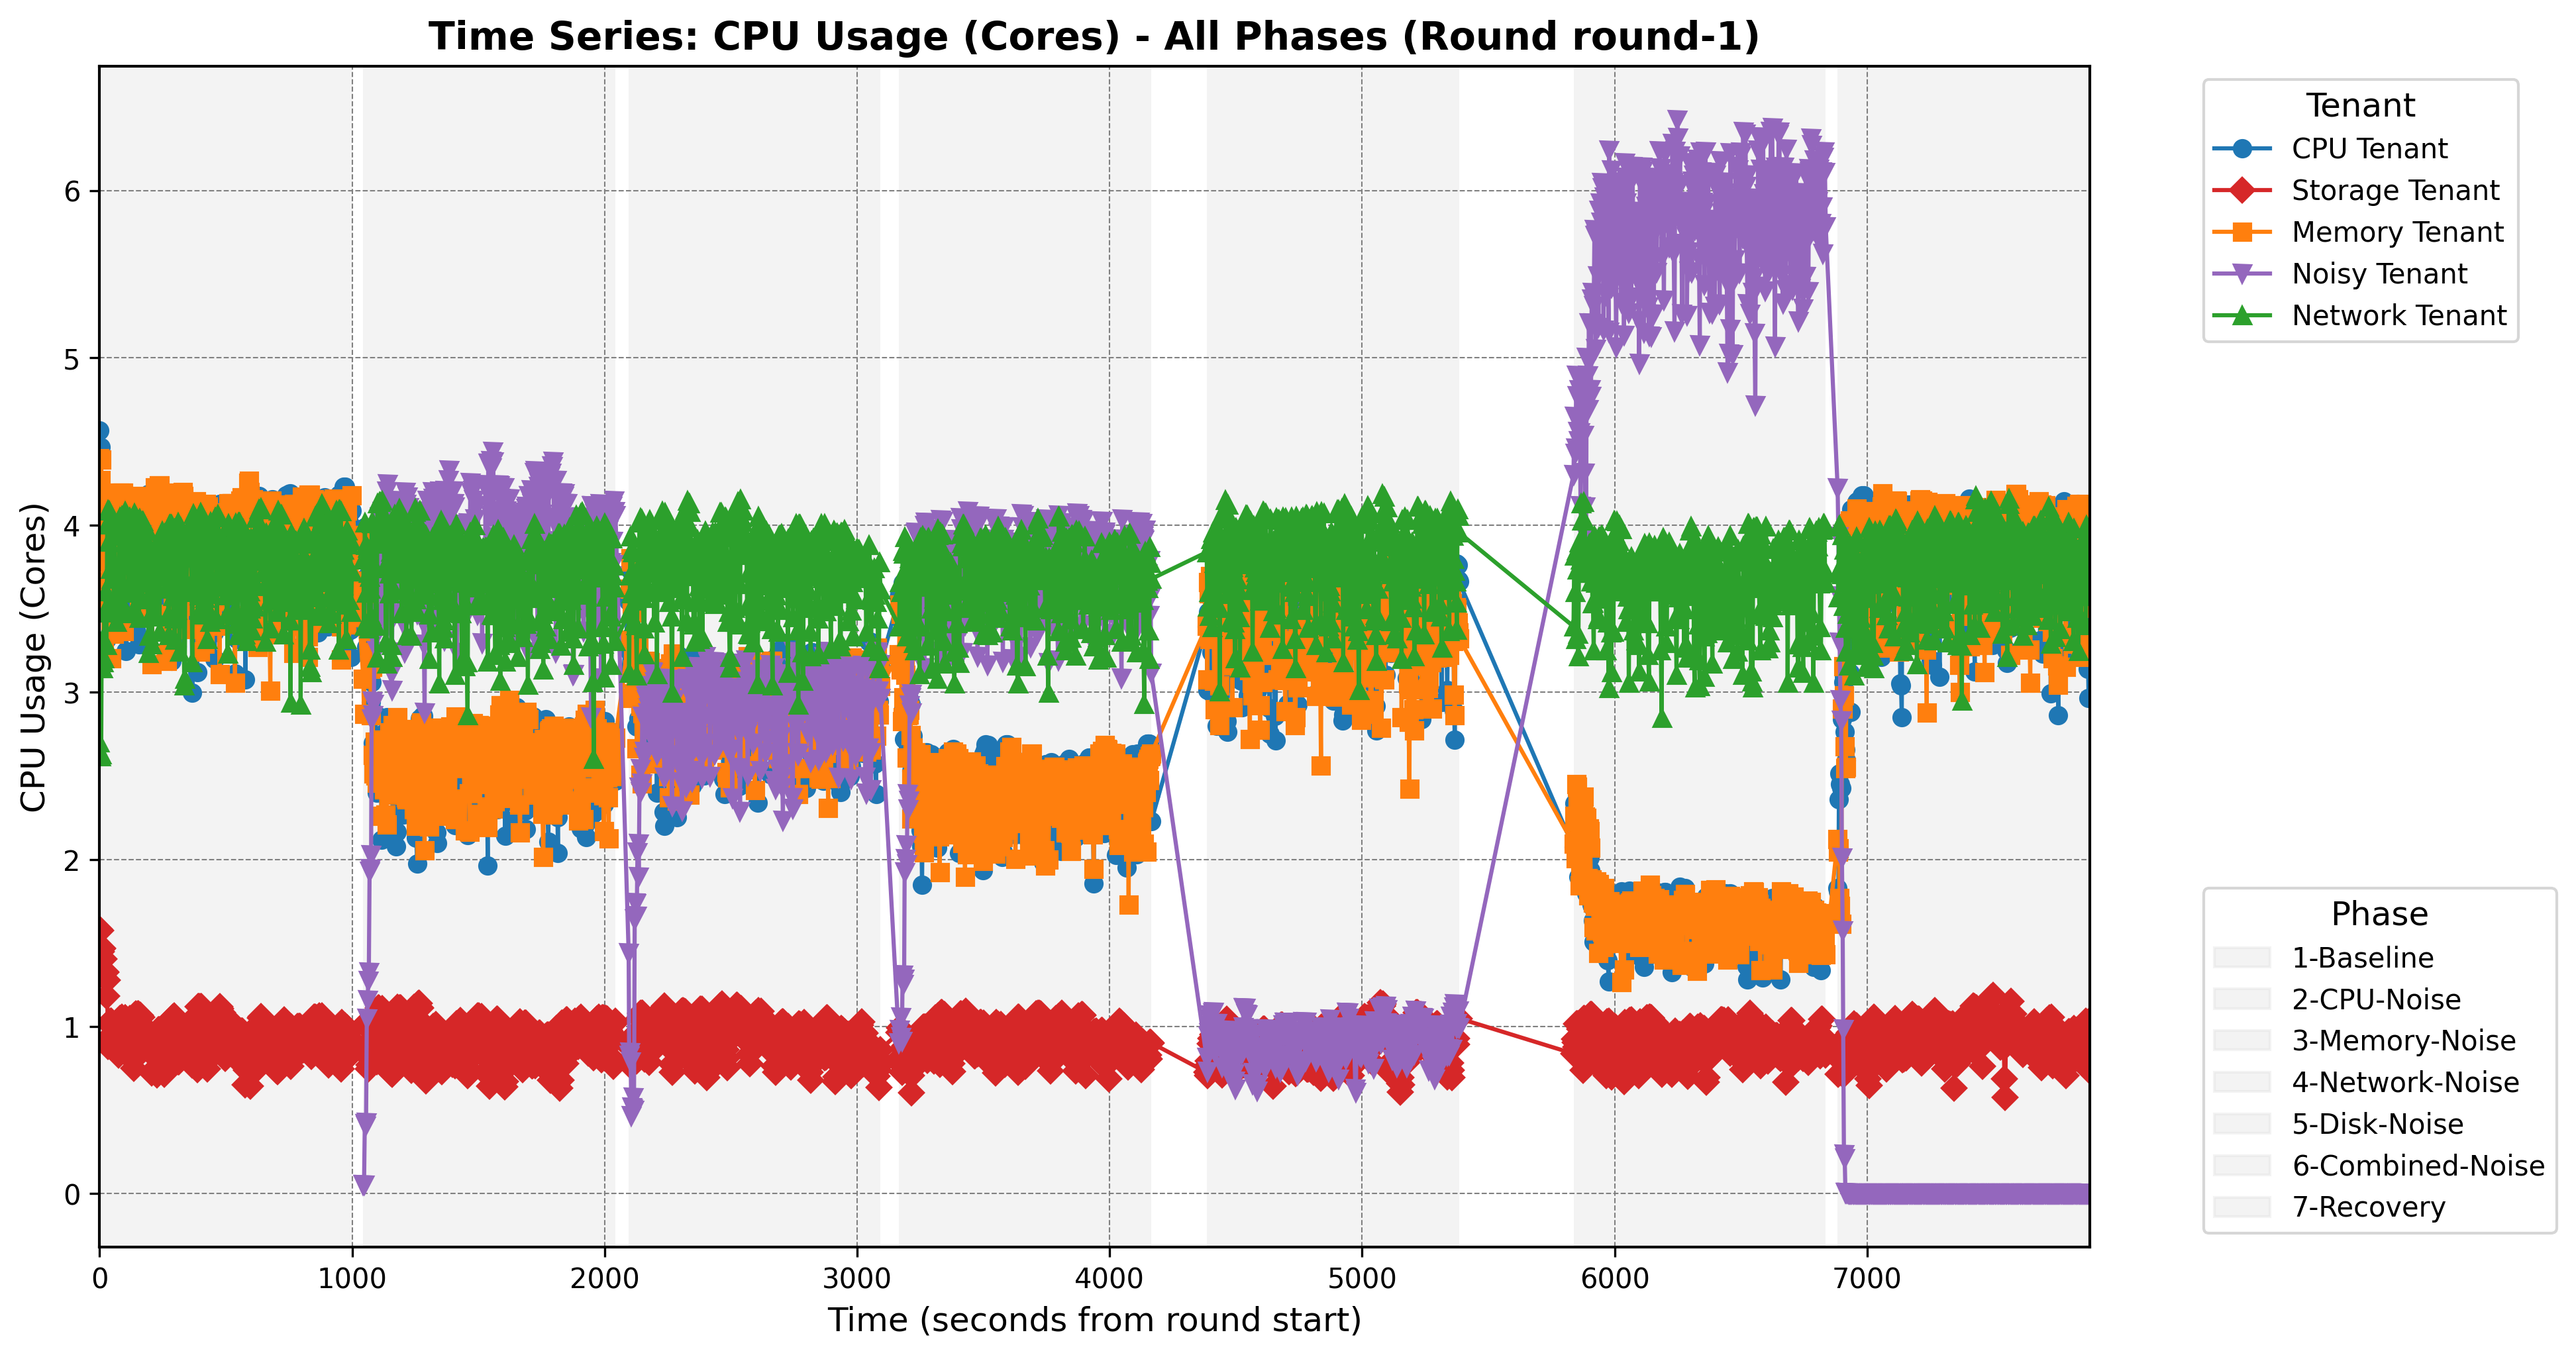 Time Series: CPU Usage (Cores) - All Phases (Round round-1)
CPU Usage (Cores)
6
5
4
3
2
1
0
0
1000
2000
3000
4000
5000
6000
7000
Time (seconds from round start)
Tenant
CPU Tenant
Storage Tenant
Memory Tenant
Noisy Tenant
Network Tenant
Phase
1-Baseline
2-CPU-Noise
3-Memory-Noise
4-Network-Noise
5-Disk-Noise
6-Combined-Noise
7-Recovery